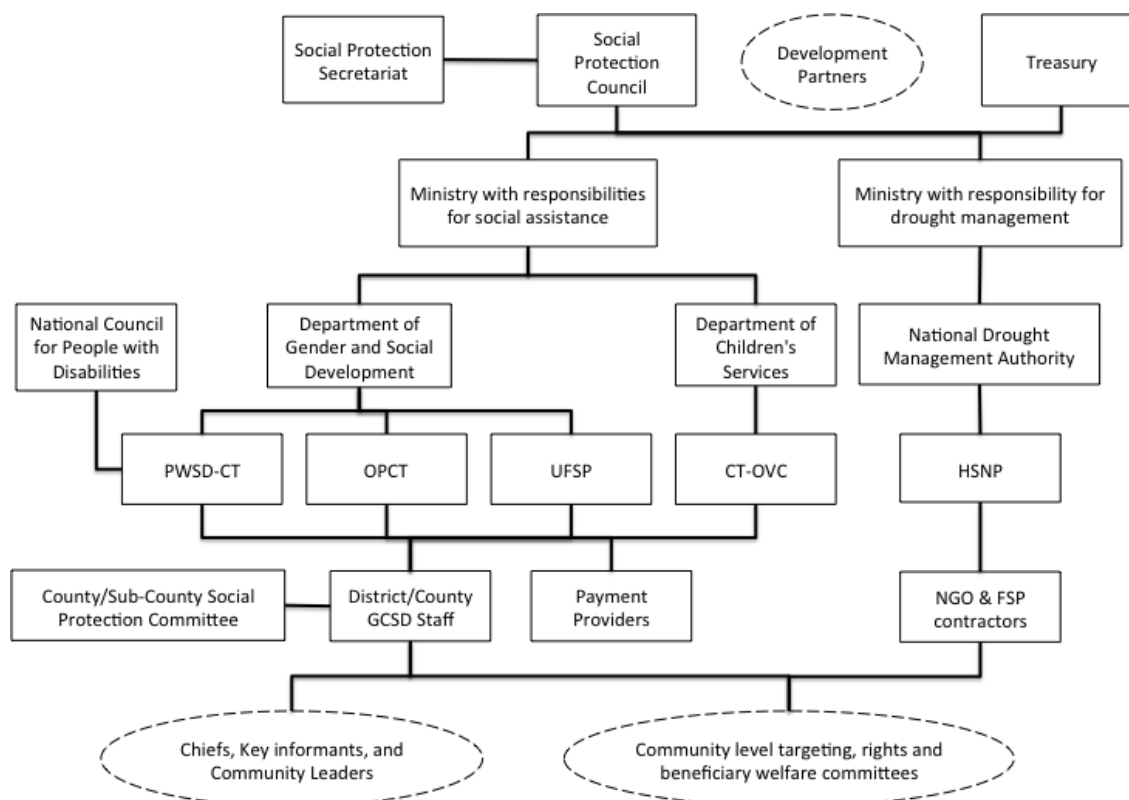 Social Protection
Secretariat
Social
Protection
Council
Development
Partners
Treasury
Ministry with responsibilities
for social assistance
Ministry with responsibility for
drought management
National Council
for People with
Disabilities
Department of
Gender and Social
Development
Department of
Children's
Services
National Drought
Management Authority
PWSD-CT
OPCT
UFSP
CT-OVC
HSNP
County/Sub-County Social
Protection Committee
District/County
GCSD Staff
Payment
Providers
NGO & FSP
contractors
Chiefs, Key informants, and
Community Leaders
Community level targeting, rights and
beneficiary welfare committees